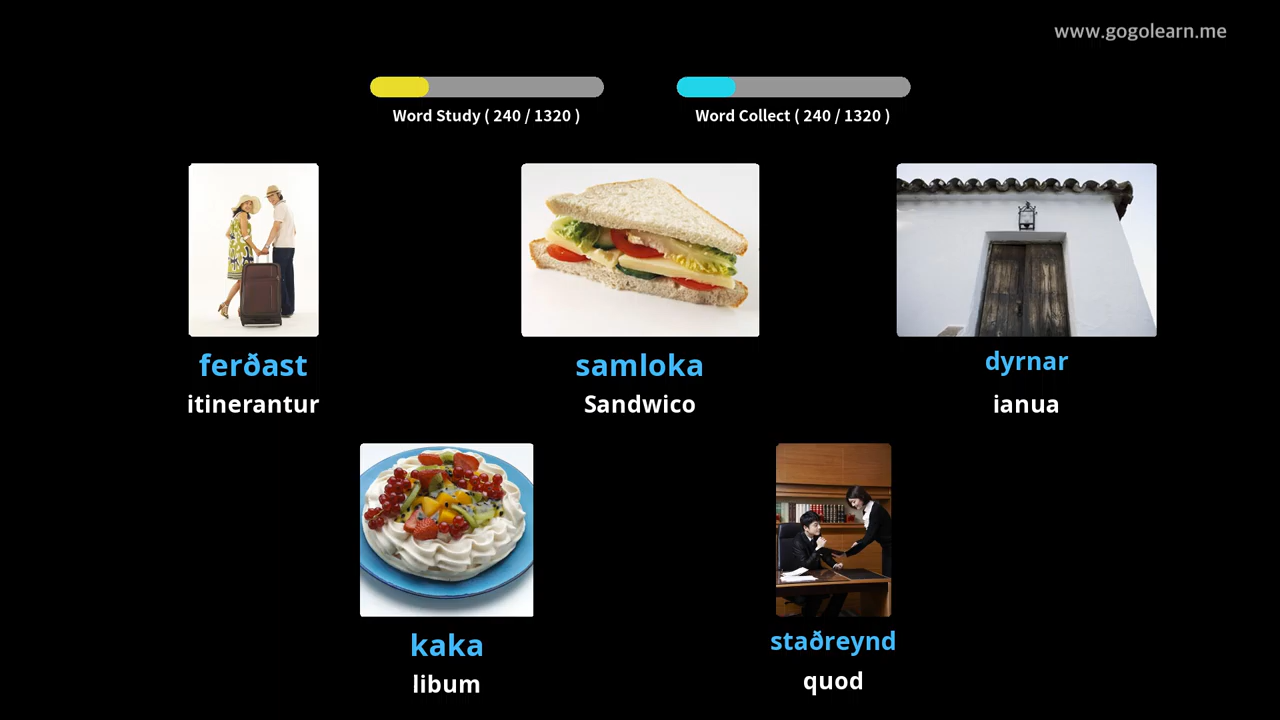 www.gogolearn.me
Word Study ( 240 / 1320 )
Word Collect ( 240 / 1320 )
ferðast
itinerantur
samloka
Sandwico
dyrnar
ianua
kaka
libum
staðreynd
quod